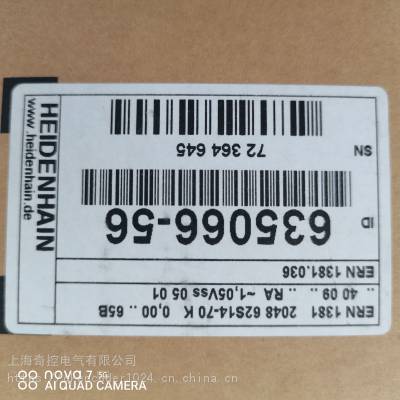 ERN 1381 2048 62S14-70 K 0,00 .. 65B
.. 40 09 .. .. RA ~1,05Vss 05 01
ERN 1381.036
ID 635066-56
SN 72 364 645
HEIDENHAIN
www.heidenhain.de
上海奇控电气有限公司
nova 7 5G
AI QUAD CAMERA